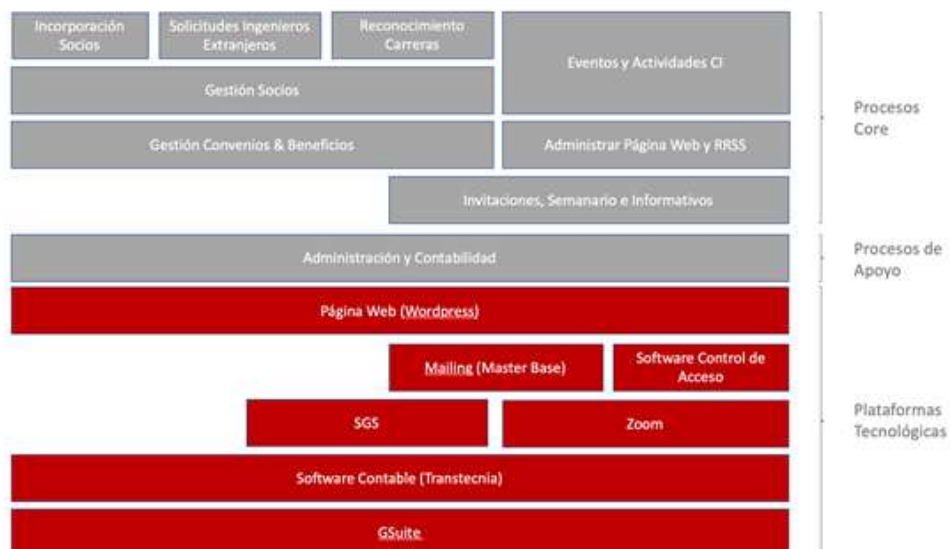 Incorporación
Socios
Solicitudes Ingenieros
Extranjeros
Reconocimiento
Carreras
Eventos y Actividades CI
Gestión Socios
Gestión Convenios & Beneficios
Administrar Página Web y RRSS
Invitaciones, Semanario e Informativos
Procesos
Core
Administración y Contabilidad
Procesos de
Apoyo
Página Web (Wordpress)
Mailing (Master Base)
Software Control de
Acceso
SGS
Zoom
Software Contable (Transtecnia)
GSuite
Plataformas
Tecnológicas